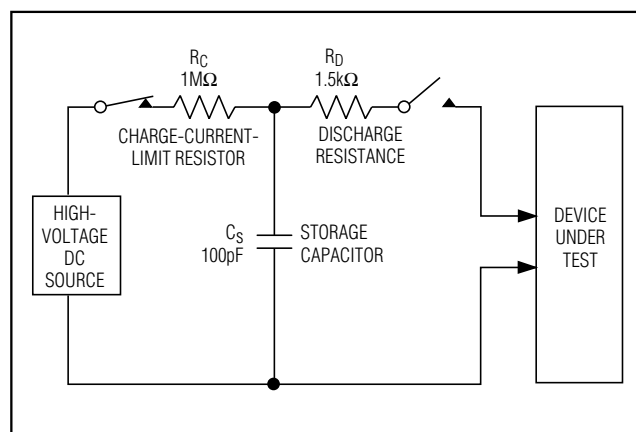 R_C
1MΩ
CHARGE-CURRENT-
LIMIT RESISTOR
R_D
1.5kΩ
DISCHARGE
RESISTANCE
HIGH-
VOLTAGE
DC
SOURCE
C_S
100pF
STORAGE
CAPACITOR
DEVICE
UNDER
TEST